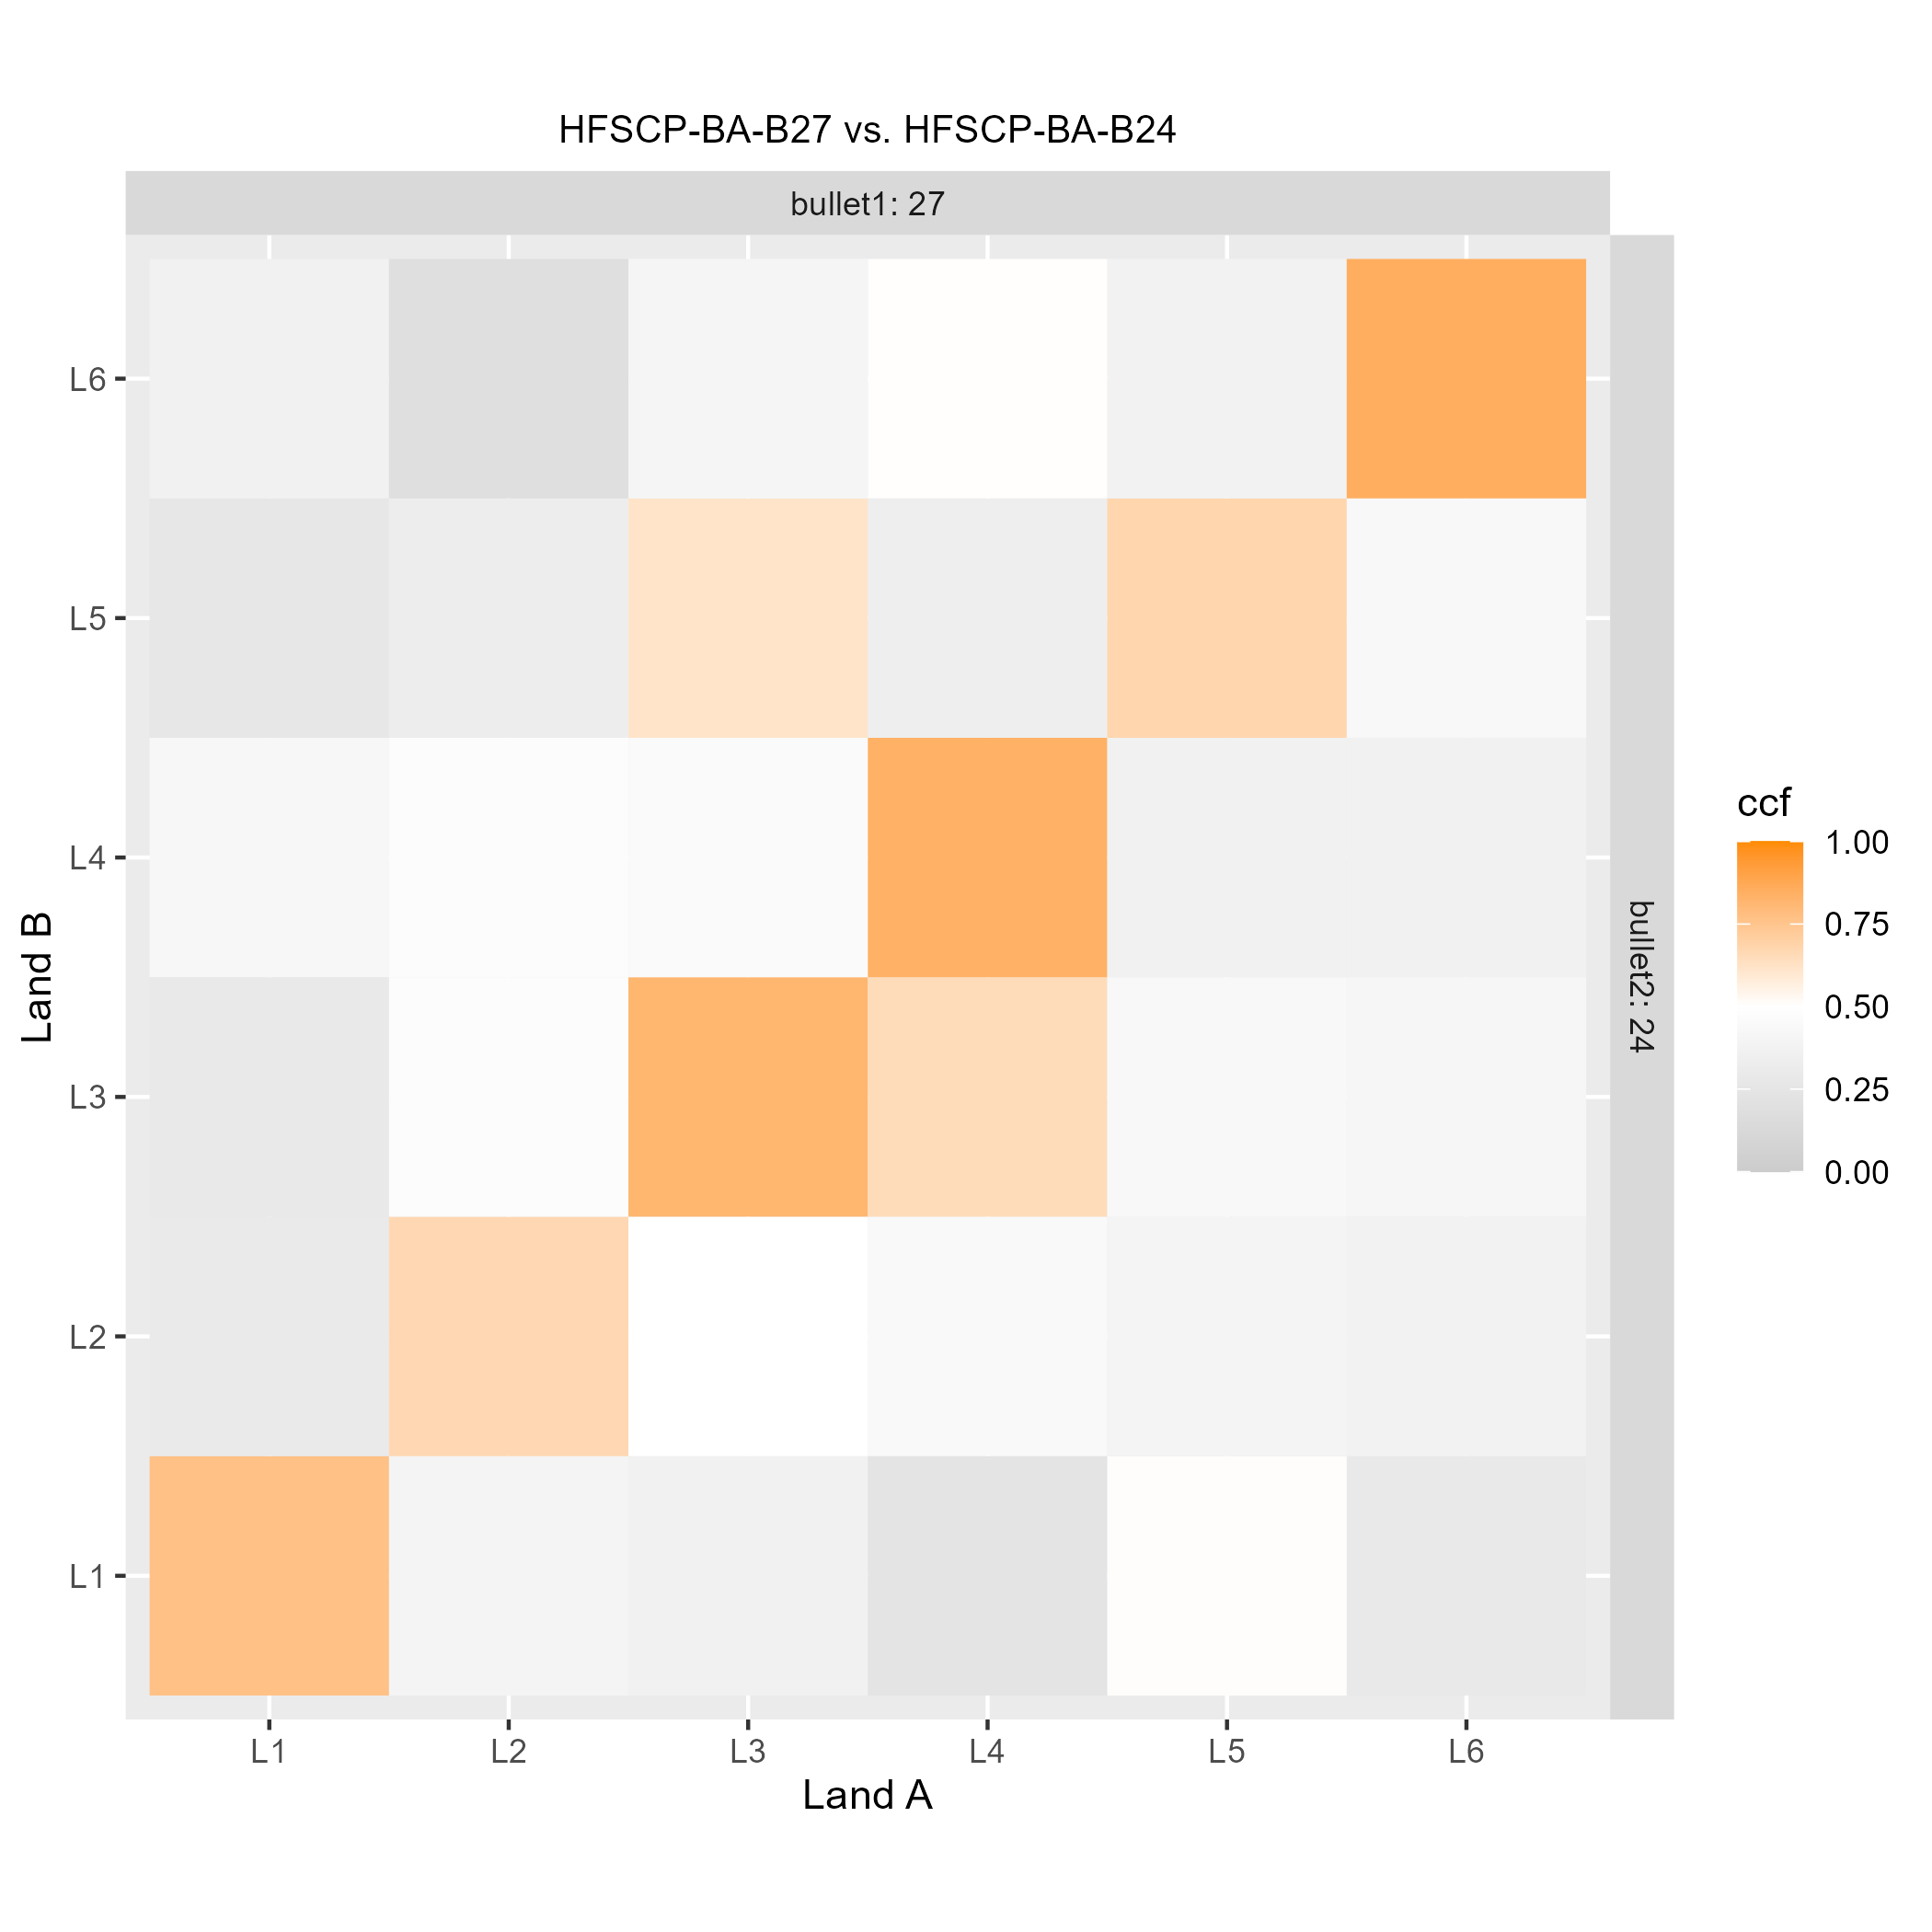 HFSCP-BA-B27 vs. HFSCP-BA-B24
bullet1: 27
L6
L5
L4
L3
L2
L1
Land B
bullet2: 24
L1 L2 L3 L4 L5 L6
Land A
ccf
1.00
0.75
0.50
0.25
0.00